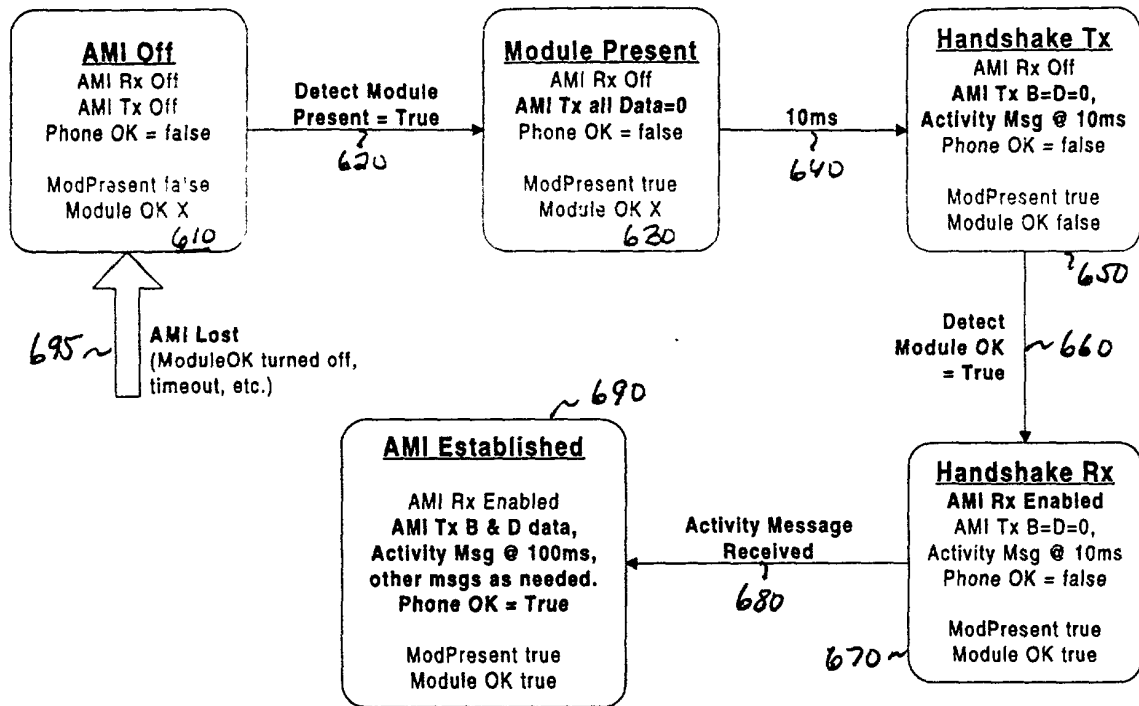 AMI Off
AMI Rx Off
AMI Tx Off
Phone OK = false
ModPresent false
Module OK X
610
Detect Module
Present = True
620
Module Present
AMI Rx Off
AMI Tx all Data=0
Phone OK = false
ModPresent true
Module OK X
630
10ms
640
Handshake Tx
AMI Rx Off
AMI Tx B=D=0,
Activity Msg @ 10ms
Phone OK = false
ModPresent true
Module OK false
650
Detect
Module OK
= True
660
Handshake Rx
AMI Rx Enabled
AMI Tx B=D=0,
Activity Msg @ 10ms
Phone OK = false
ModPresent true
Module OK true
670
Activity Message
Received
680
690
AMI Established
AMI Rx Enabled
AMI Tx B & D data,
Activity Msg @ 100ms,
other msgs as needed.
Phone OK = True
ModPresent true
Module OK true
695
AMI Lost
(ModuleOK turned off,
timeout, etc.)